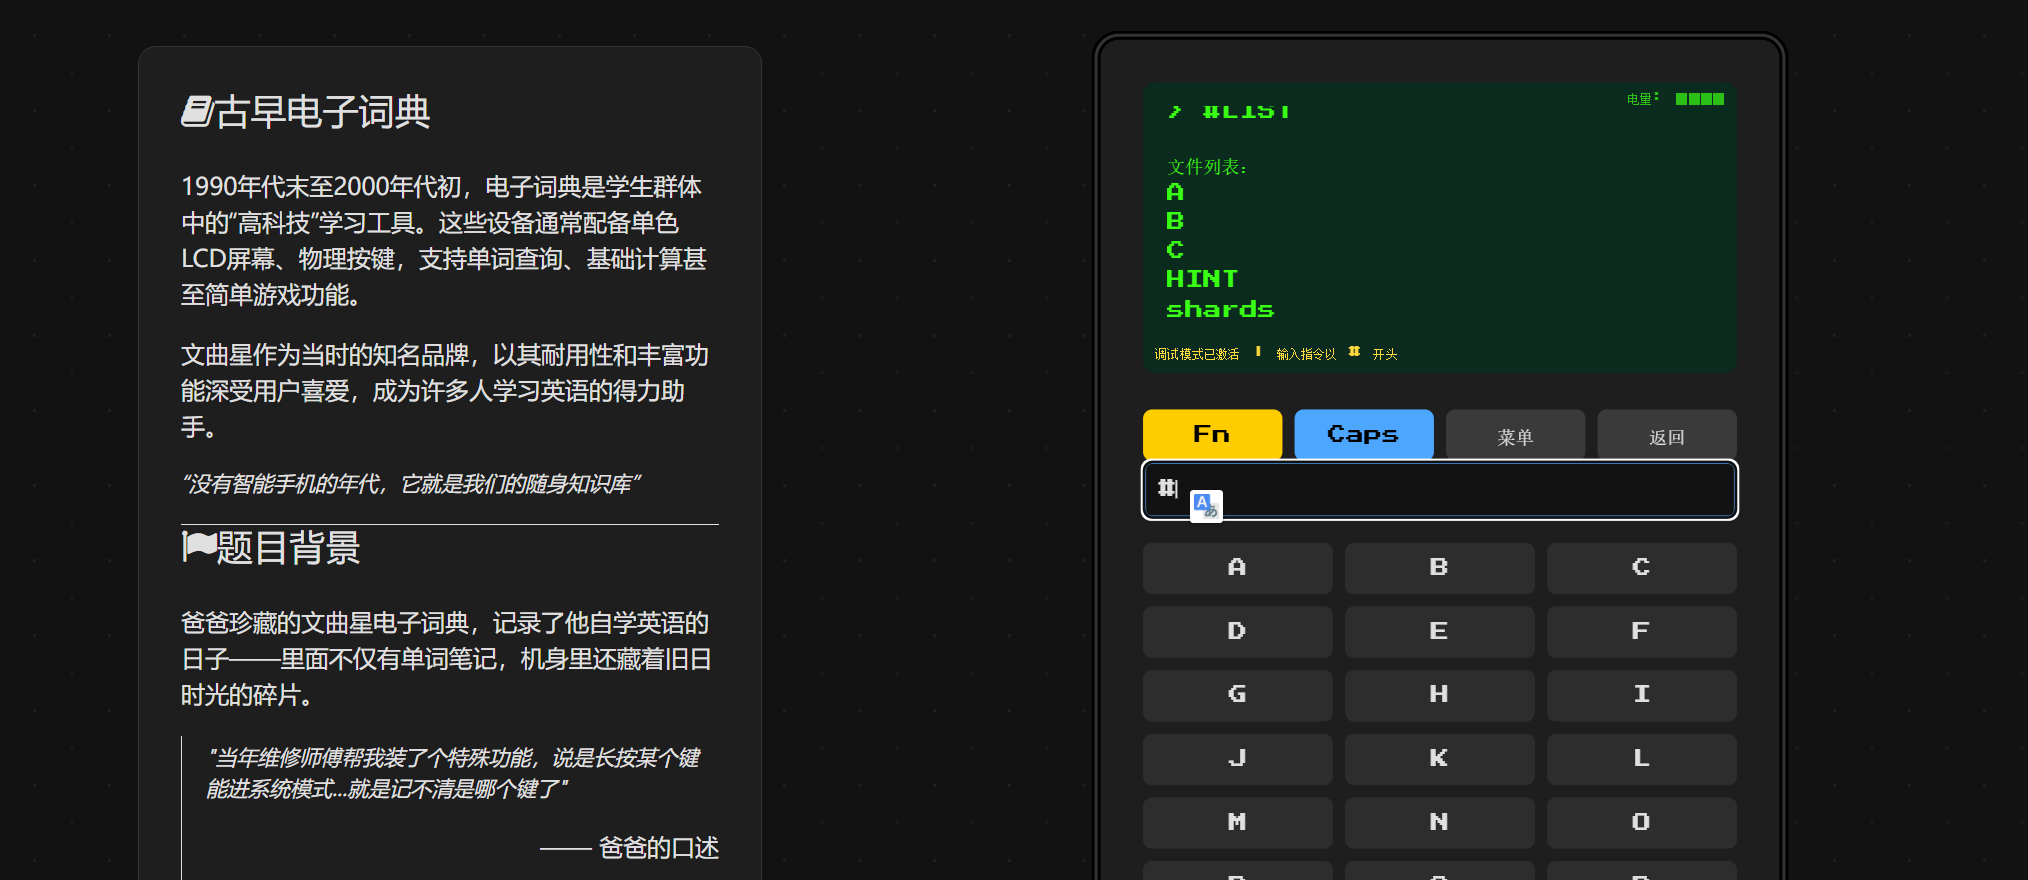 古早电子词典
1990年代末至2000年代初，电子词典是学生群体
中的“高科技”学习工具。这些设备通常配备单色
LCD屏幕、物理按键，支持单词查询、基础计算甚
至简单游戏功能。
文曲星作为当时的知名品牌，以其耐用性和丰富功
能深受用户喜爱，成为许多人学习英语的得力助
手。
“没有智能手机的年代，它就是我们的随身知识库”
题目背景
爸爸珍藏的文曲星电子词典，记录了他自学英语的
日子——里面不仅有单词笔记，机身里还藏着旧日
时光的碎片。
"当年维修师傅帮我装了个特殊功能，说是长按某个键
能进系统模式...就是记不清是哪个键了"
—— 爸爸的口述
电量: ████
> #LIST
文件列表:
A
B
C
HINT
shards
调试模式已激活 | 输入指令以 # 开头
Fn Caps 菜单 返回
#
A B C
D E F
G H I
J K L
M N O